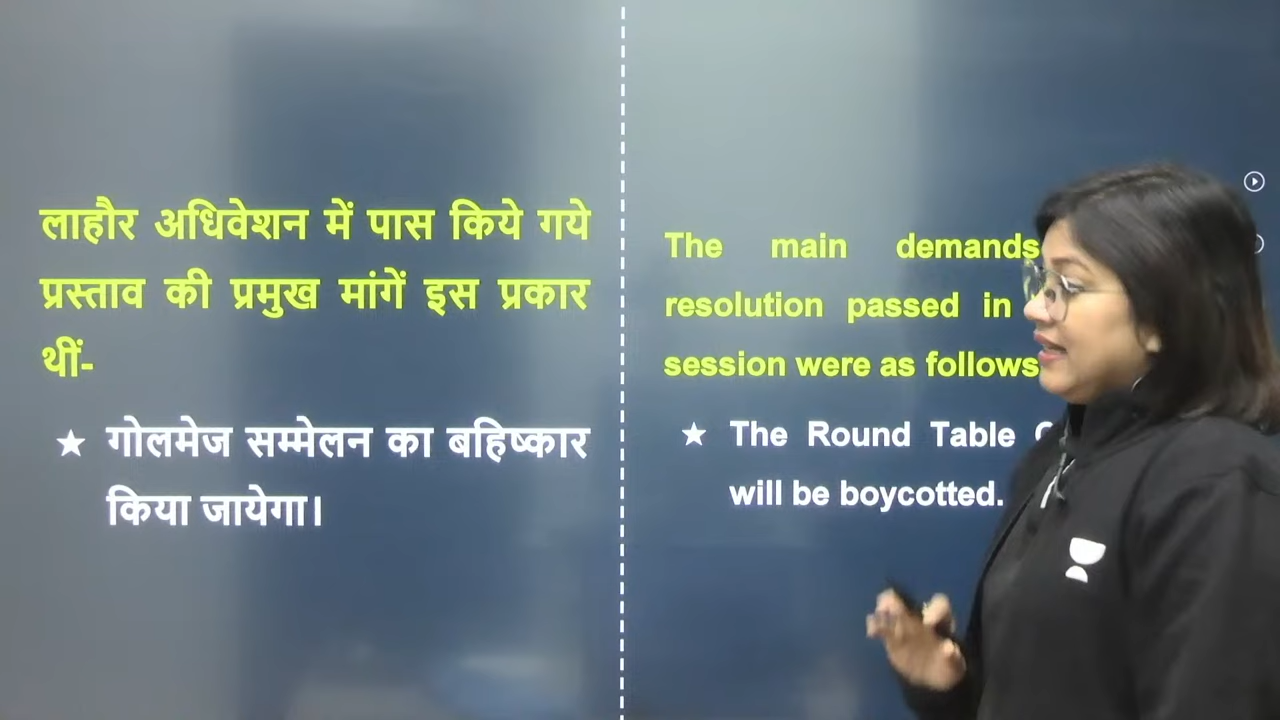 लाहौर अधिवेशन में पास किये गये
प्रस्ताव की प्रमुख मांगें इस प्रकार
थीं-
★ गोलमेज सम्मेलन का बहिष्कार
किया जायेगा।
The main demands
resolution passed in
session were as follows
★ The Round Table
will be boycotted.